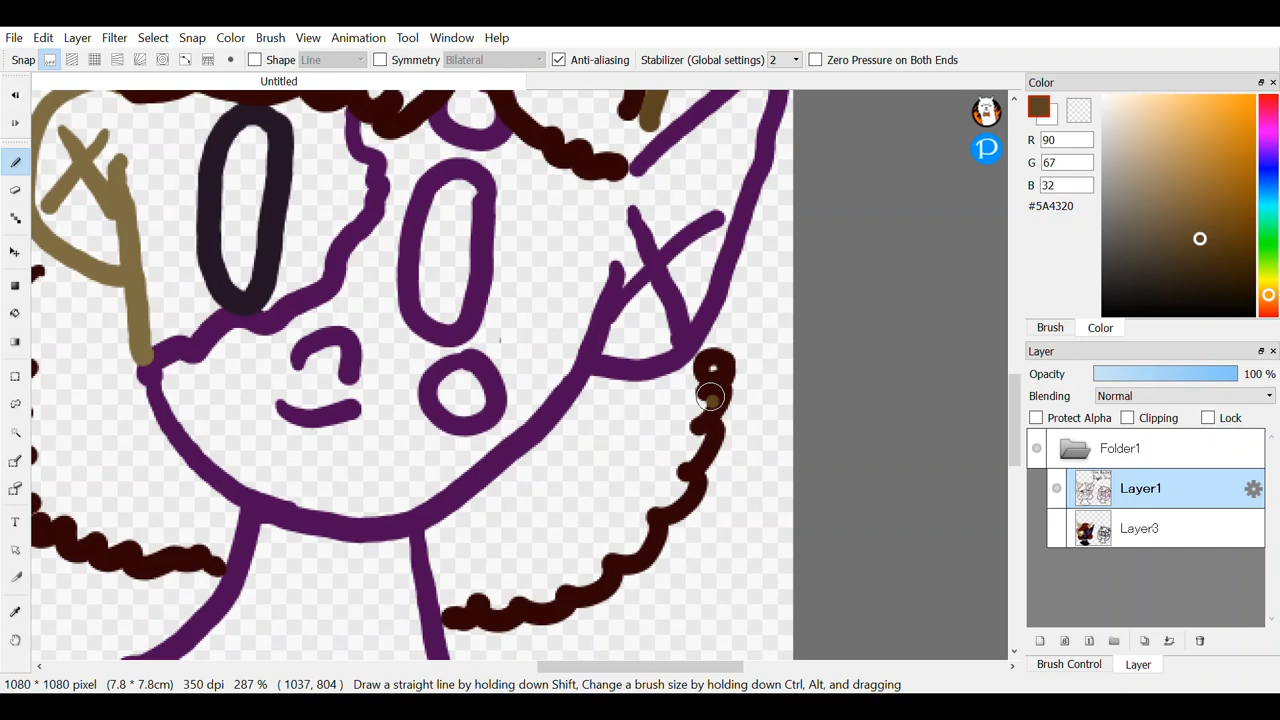 File Edit Layer Filter Select Snap Color Brush View Animation Tool Window Help
Snap Shape Line Symmetry Bilateral Anti-aliasing Stabilizer (Global settings) 2 Zero Pressure on Both Ends
Untitled
Color
R 90
G 67
B 32
#5A4320
Brush Color
Layer
Opacity 100 %
Blending Normal
Protect Alpha Clipping Lock
Folder1
Layer1
Layer3
Brush Control Layer
1080 * 1080 pixel (7.8 * 7.8cm) 350 dpi 287 % ( 1037, 804 ) Draw a straight line by holding down Shift, Change a brush size by holding down Ctrl, Alt, and dragging